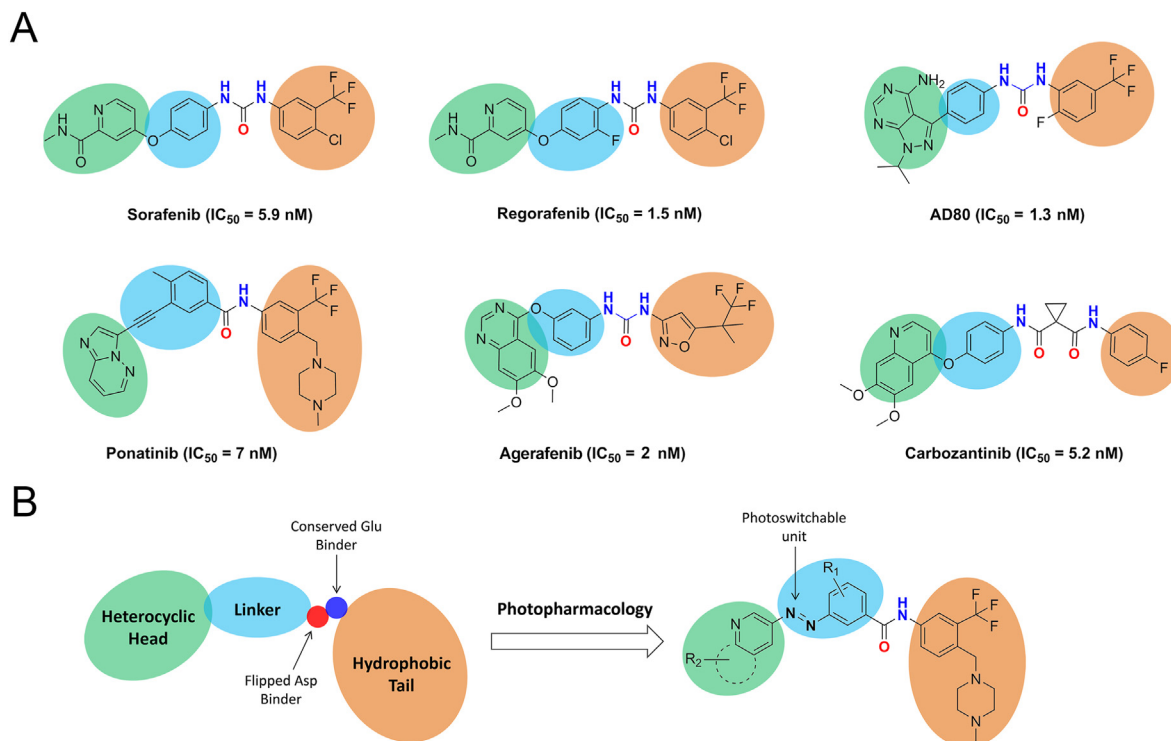 A
Sorafenib (IC50 = 5.9 nM)
Regorafenib (IC50 = 1.5 nM)
AD80 (IC50 = 1.3 nM)
Ponatinib (IC50 = 7 nM)
Agerafenib (IC50 = 2 nM)
Carbozantinib (IC50 = 5.2 nM)
B
Conserved Glu
Binder
Heterocyclic
Head
Linker
Flipped Asp
Binder
Hydrophobic
Tail
Photopharmacology
Photoswitchable
unit
R1
N
N
N
R2
H
N
O
F
F
F
N
N